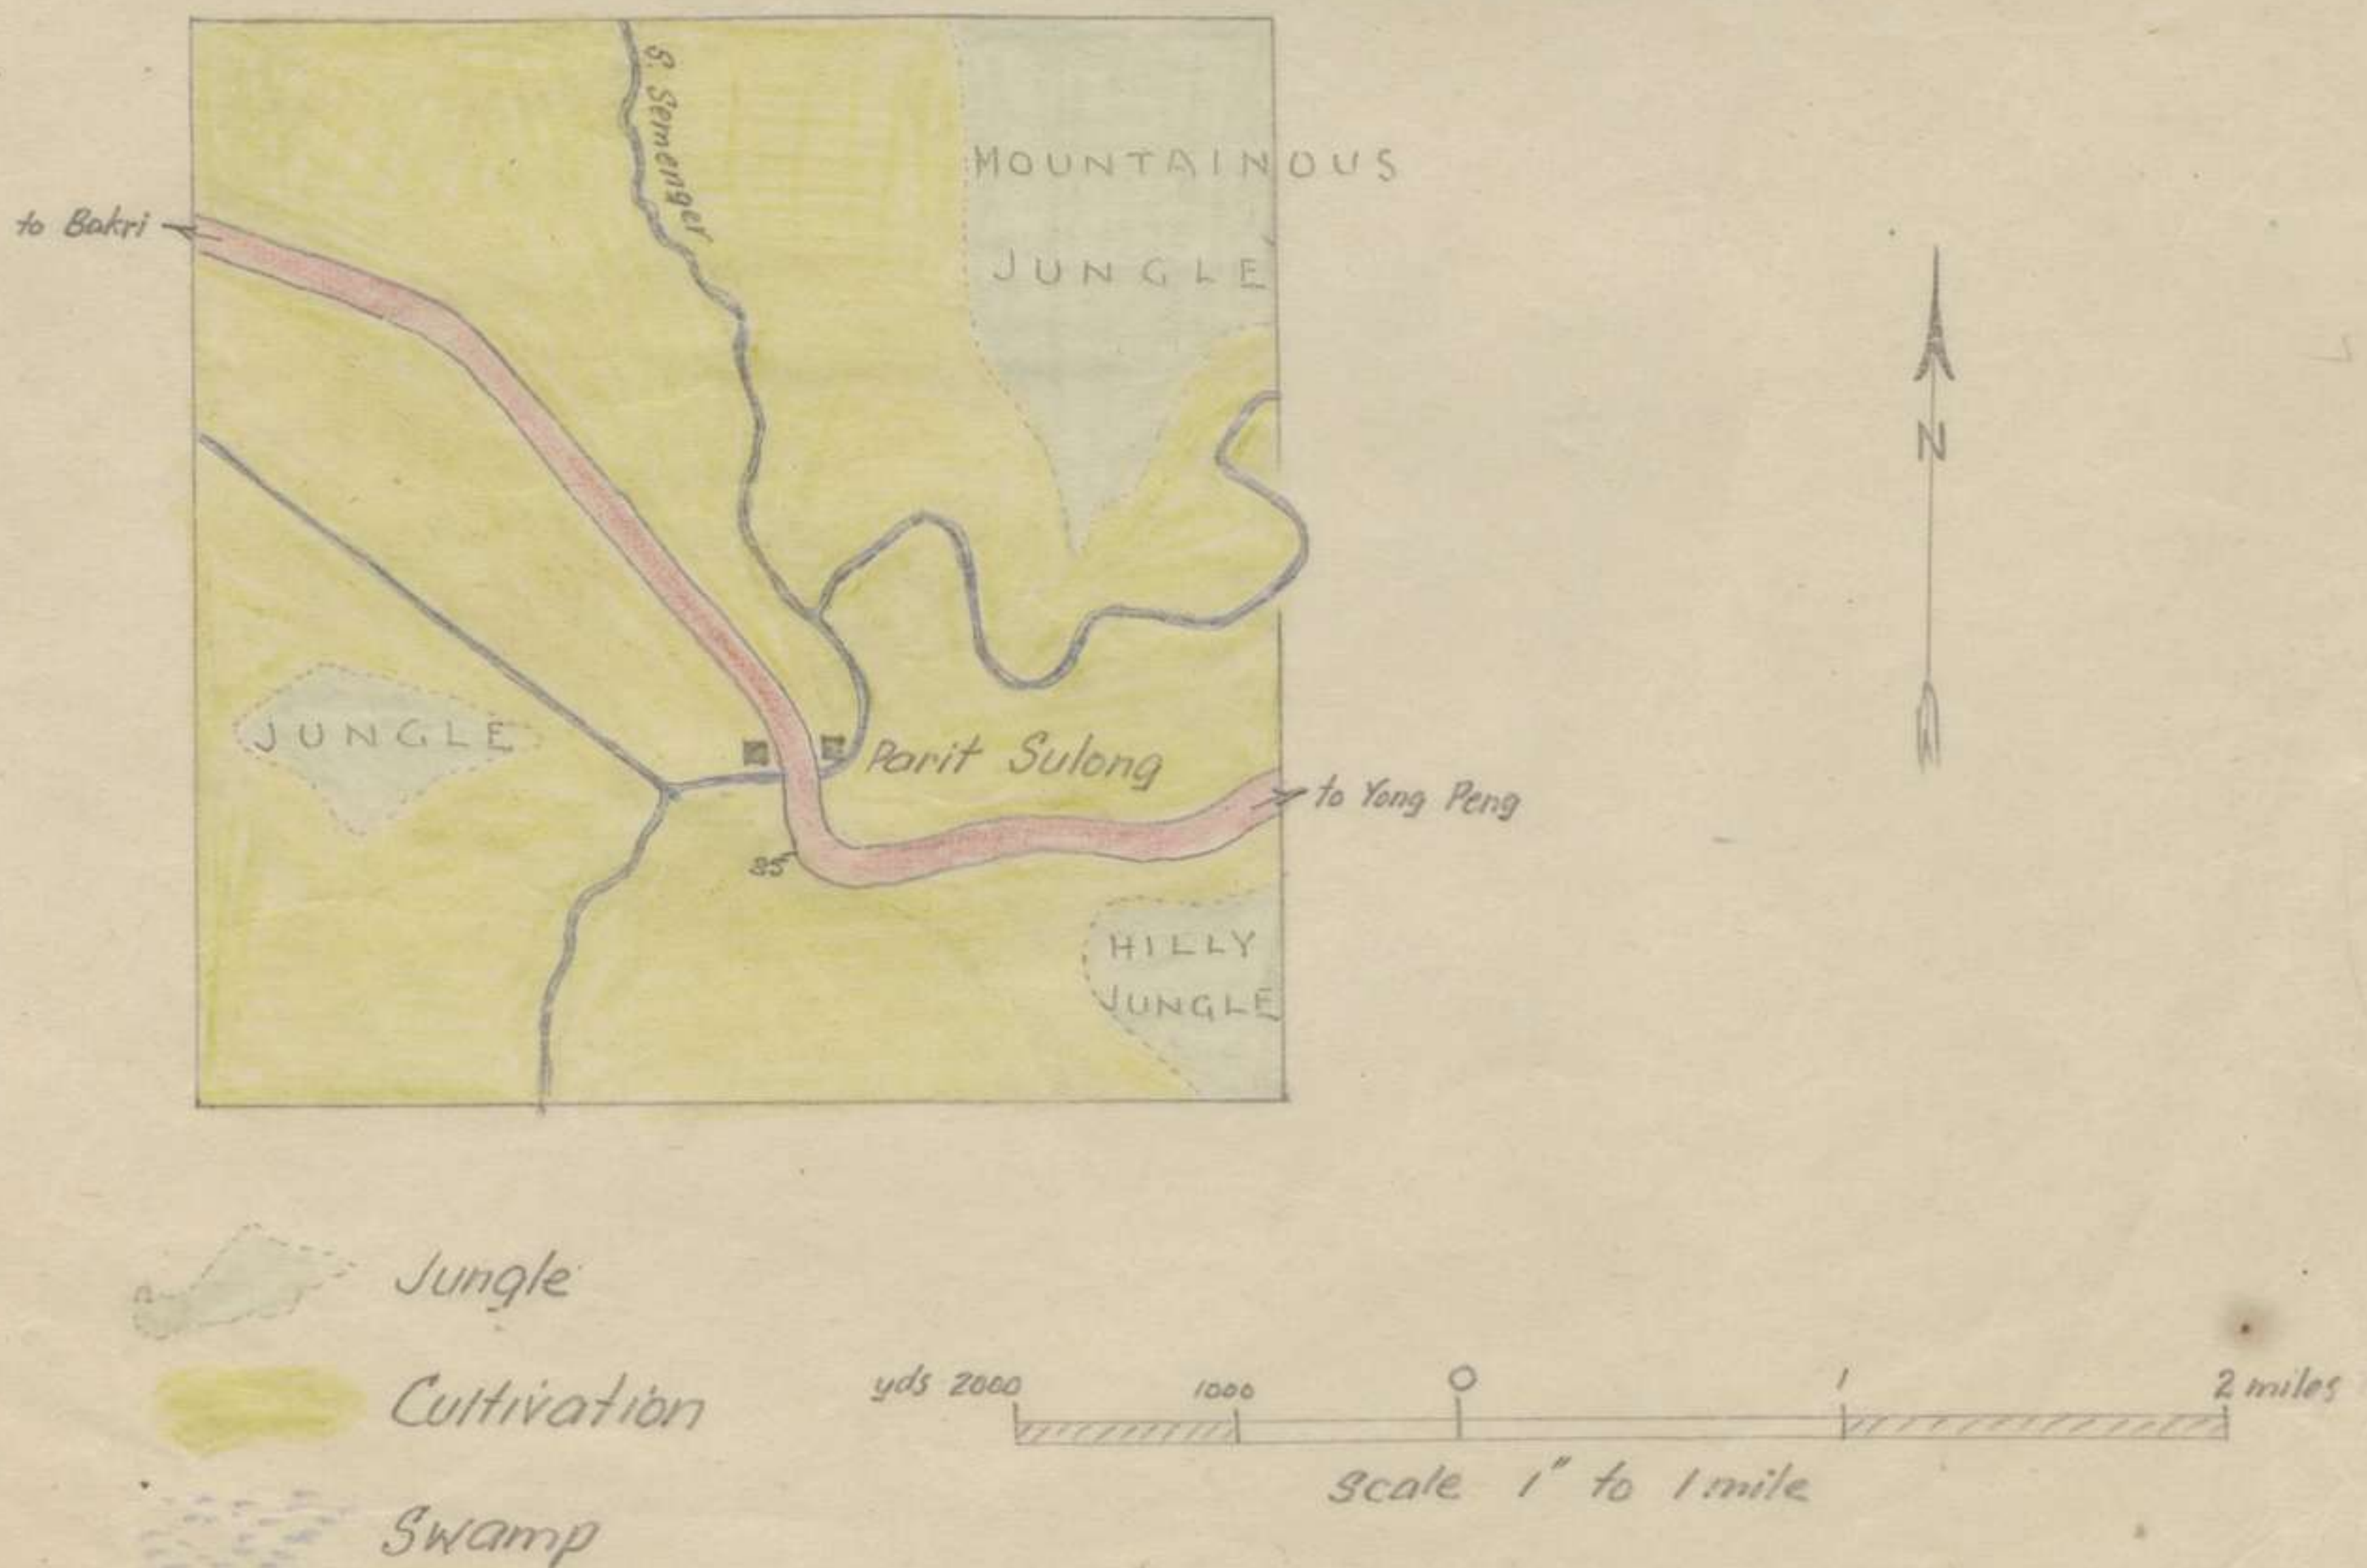 S. Semenger
MOUNTAINOUS
JUNGLE
to Bakri
N
JUNGLE
Parit Sulong
to Yong Peng
85
HILLY
JUNGLE
Jungle
Cultivation
Swamp
yds 2000 1000 0 1 2 miles
Scale 1" to 1 mile